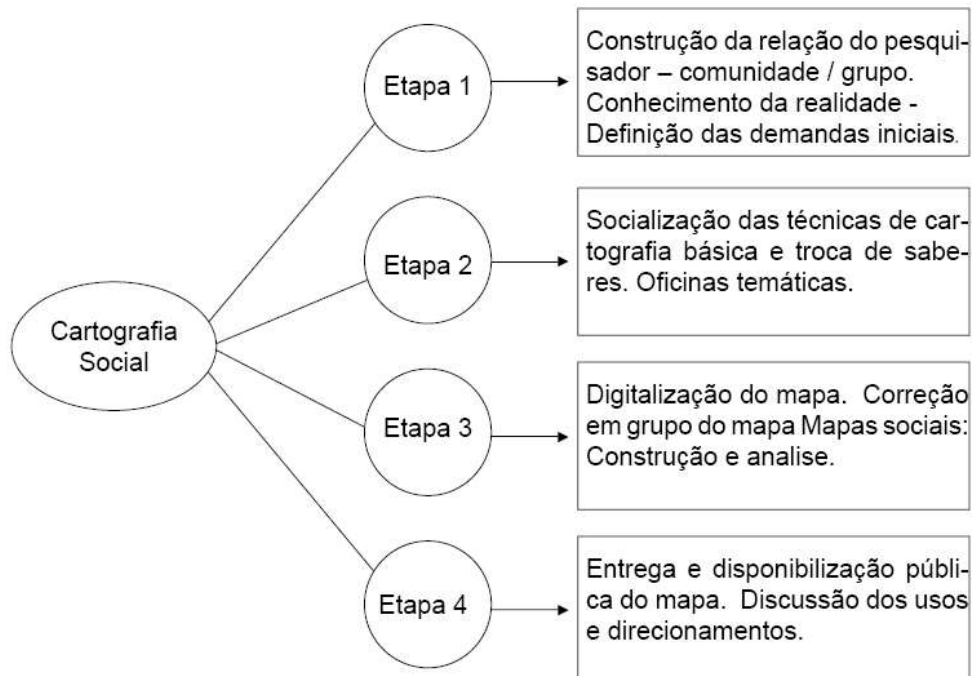 Cartografia
Social
Etapa 1
Construção da relação do pesqui-
sador – comunidade / grupo.
Conhecimento da realidade -
Definição das demandas iniciais.
Etapa 2
Socialização das técnicas de car-
tografia básica e troca de sabe-
res. Oficinas temáticas.
Etapa 3
Digitalização do mapa. Correção
em grupo do mapa Mapas sociais:
Construção e analise.
Etapa 4
Entrega e disponibilização públi-
ca do mapa. Discussão dos usos
e direcionamentos.